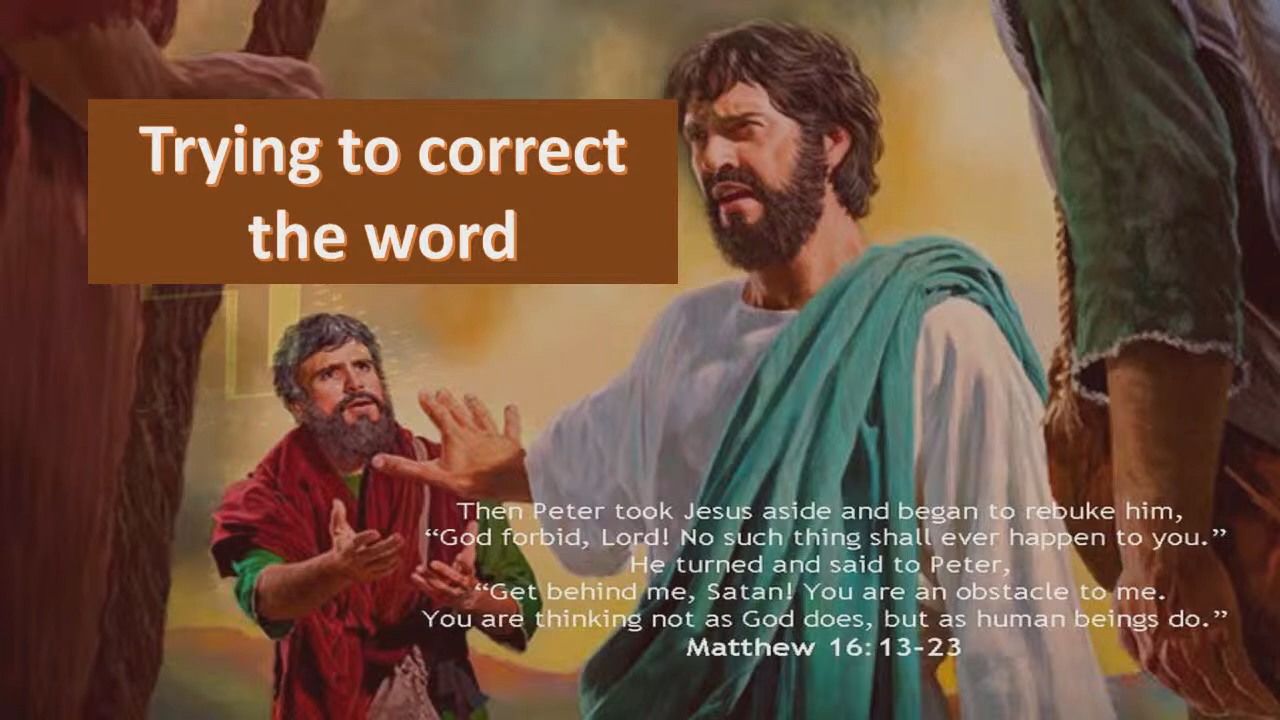 Trying to correct
the word
Then Peter took Jesus aside and began to rebuke him,
“God forbid, Lord! No such thing shall ever happen to you.”
He turned and said to Peter,
“Get behind me, Satan! You are an obstacle to me.
You are thinking not as God does, but as human beings do.”
Matthew 16:13-23